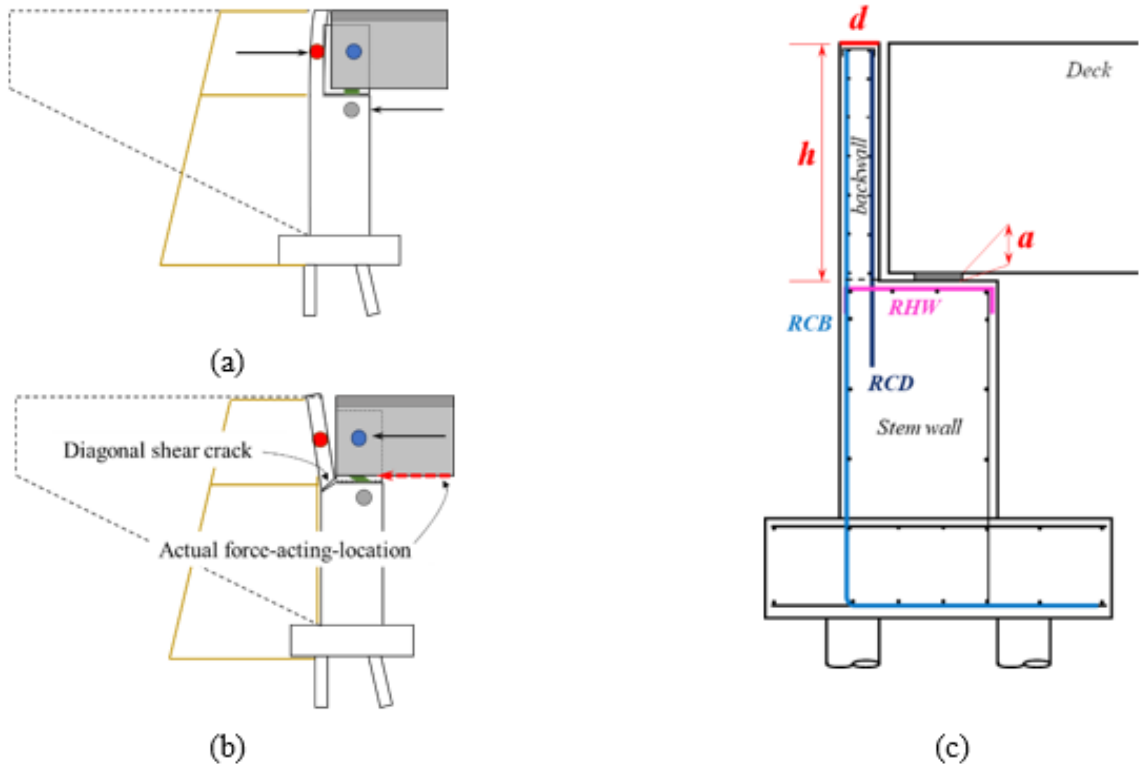 (a)
Diagonal shear crack
Actual force-acting-location
(b)
d
Deck
h
backwall
a
RHW
RCB
RCD
Stem wall
(c)